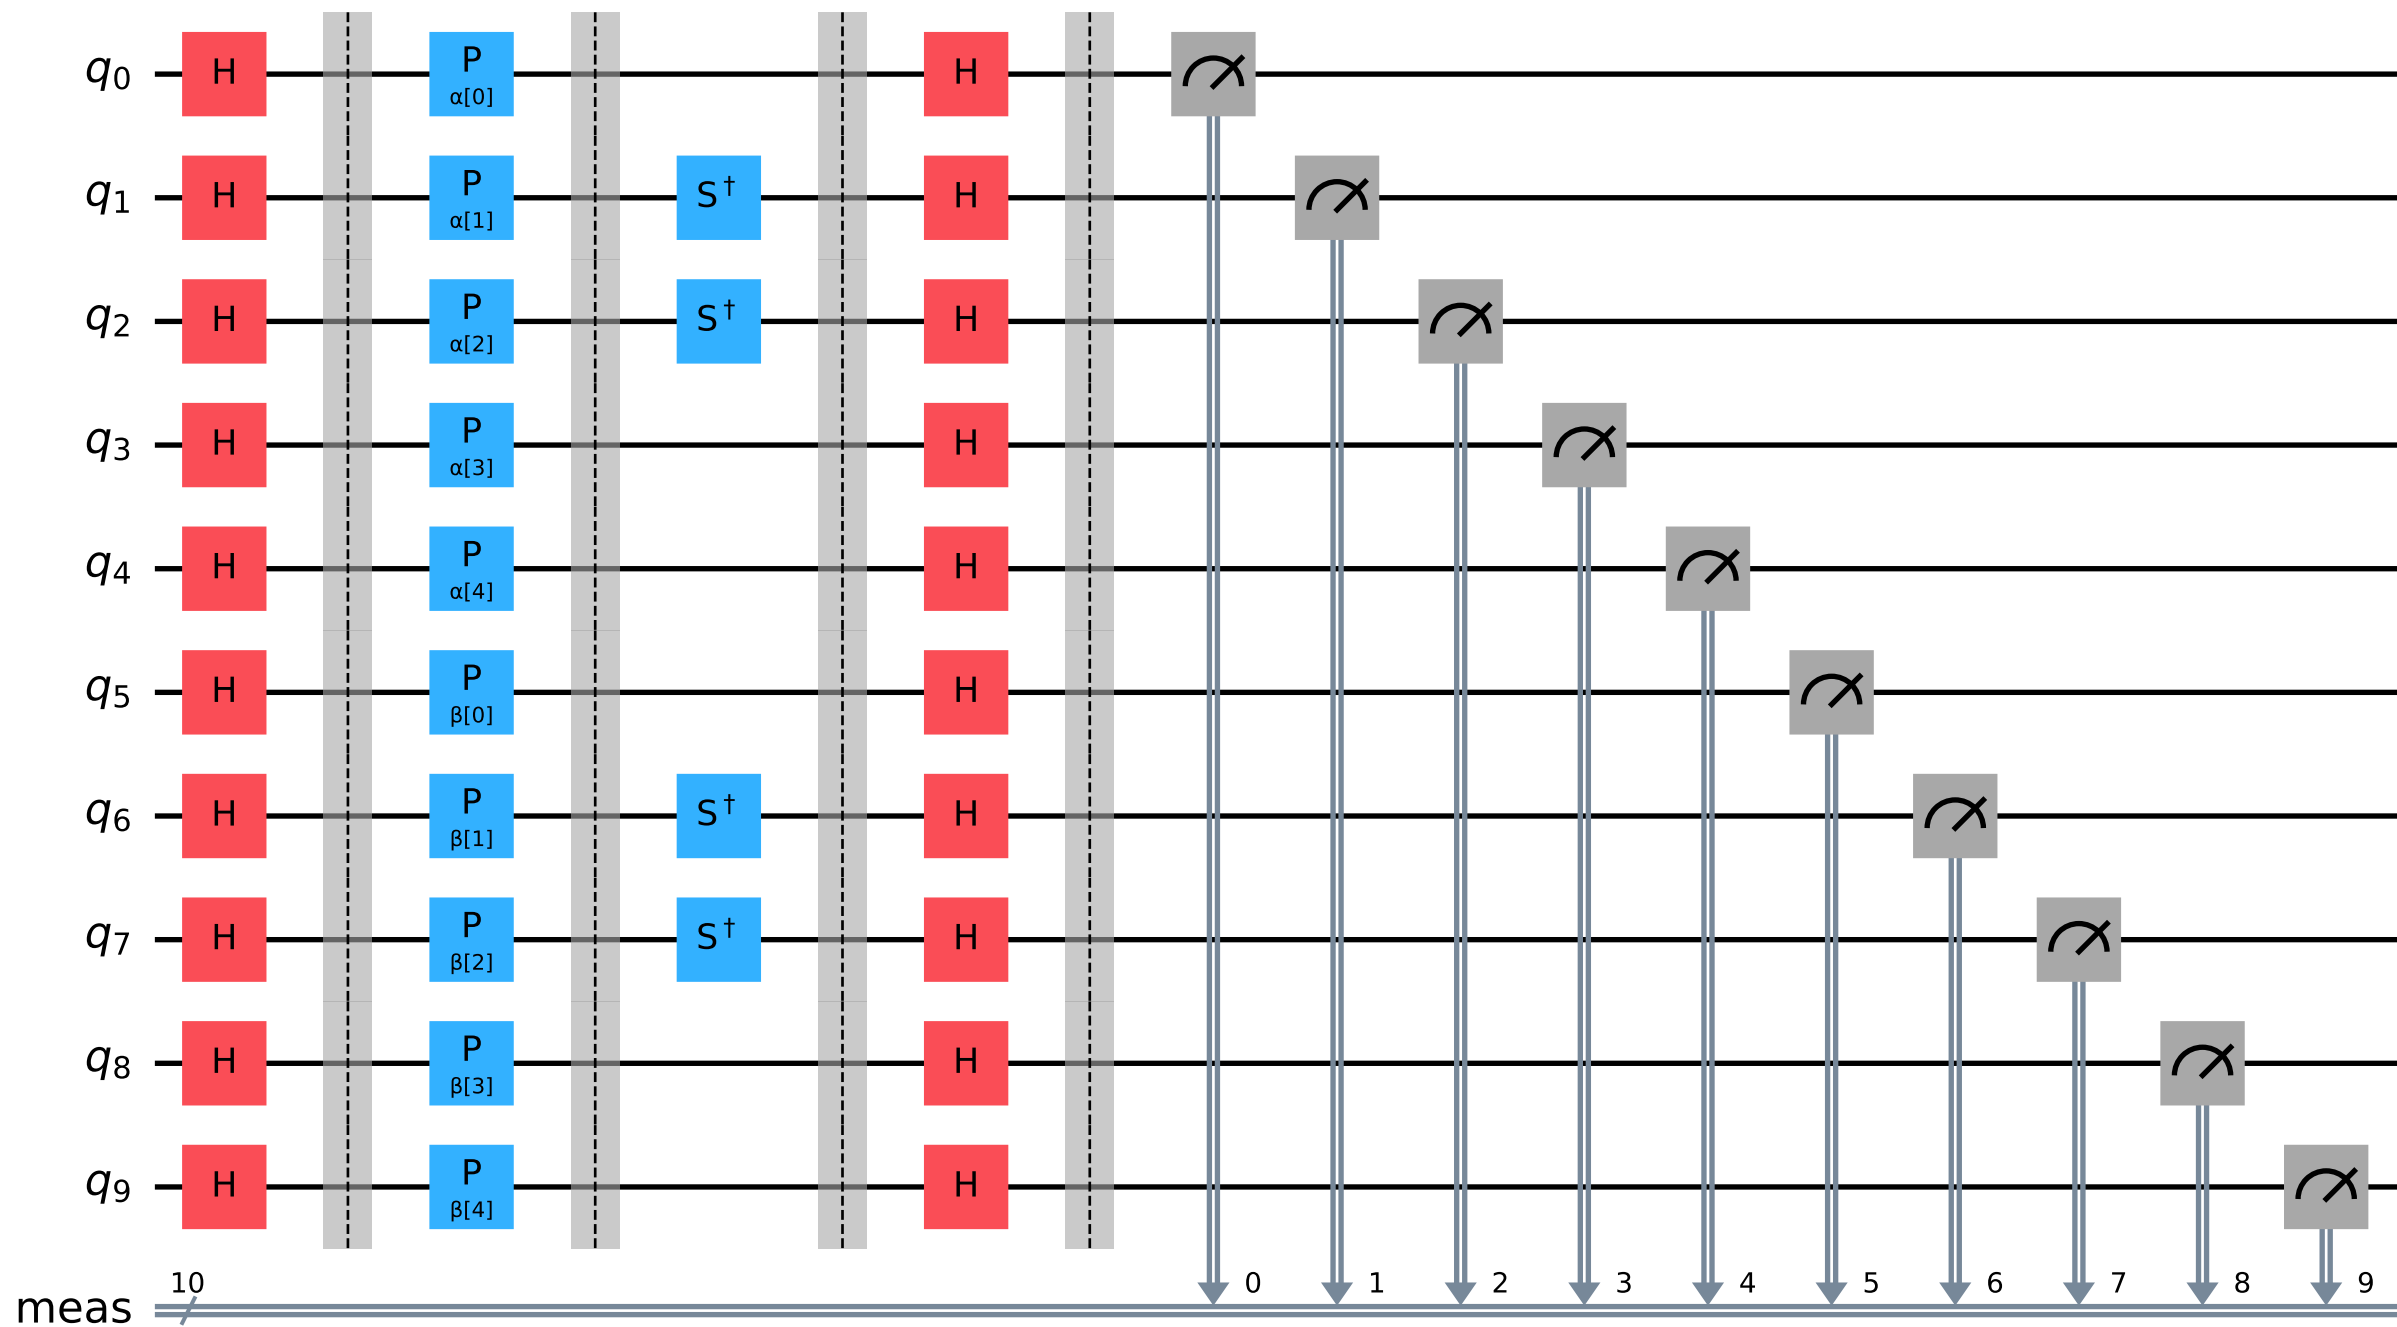 q0 H P α[0] H
q1 H P α[1] S† H
q2 H P α[2] S† H
q3 H P α[3] H
q4 H P α[4] H
q5 H P β[0] H
q6 H P β[1] S† H
q7 H P β[2] S† H
q8 H P β[3] H
q9 H P β[4] H
10 0 1 2 3 4 5 6 7 8 9
meas